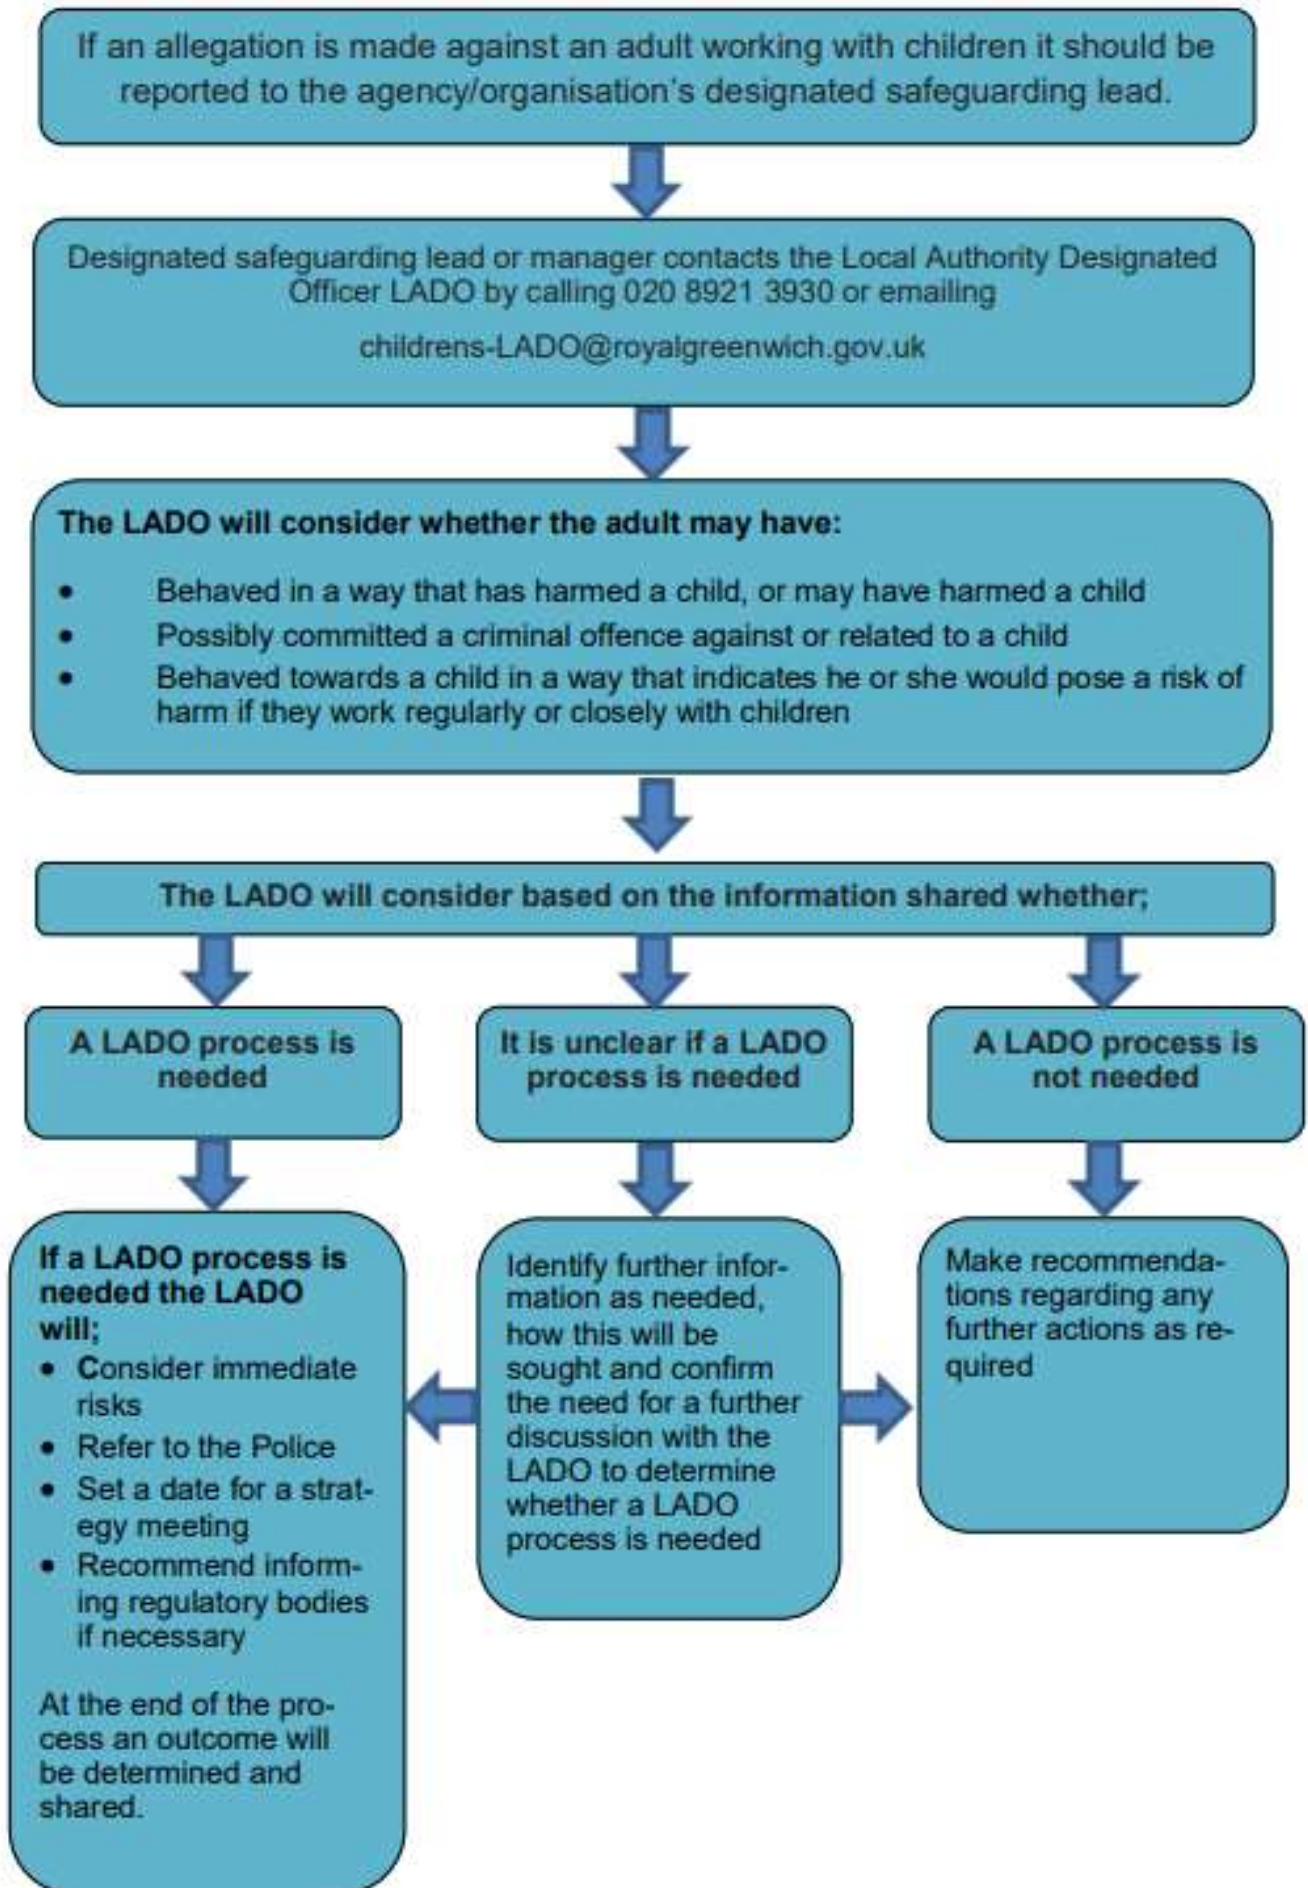 If an allegation is made against an adult working with children it should be
reported to the agency/organisation's designated safeguarding lead.
Designated safeguarding lead or manager contacts the Local Authority Designated
Officer LADO by calling 020 8921 3930 or emailing
childrens-LADO@royalgreenwich.gov.uk
The LADO will consider whether the adult may have:
• Behaved in a way that has harmed a child, or may have harmed a child
• Possibly committed a criminal offence against or related to a child
• Behaved towards a child in a way that indicates he or she would pose a risk of
harm if they work regularly or closely with children
The LADO will consider based on the information shared whether;
A LADO process is
needed
It is unclear if a LADO
process is needed
A LADO process is
not needed
If a LADO process is
needed the LADO
will;
• Consider immediate
risks
• Refer to the Police
• Set a date for a strat-
egy meeting
• Recommend inform-
ing regulatory bodies
if necessary
At the end of the pro-
cess an outcome will
be determined and
shared.
Identify further infor-
mation as needed,
how this will be
sought and confirm
the need for a further
discussion with the
LADO to determine
whether a LADO
process is needed
Make recommenda-
tions regarding any
further actions as re-
quired